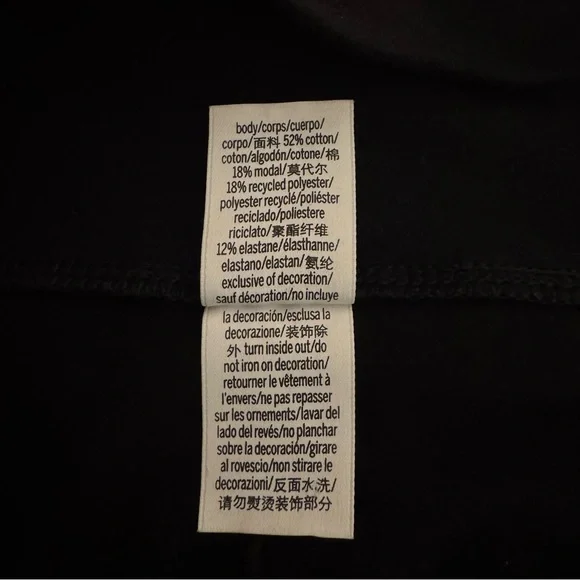 body/corps/cuerpo/
corpo/面料 52% cotton/
coton/algodón/cotone/棉
18% modal/莫代尔
18% recycled polyester/
polyester recyclé/poliéster
reciclado/poliestere
riciclato/聚酯纤维
12% elastane/élasthanne/
elastano/elastan/氨纶
exclusive of decoration/
sauf décoration/no incluye
la decoración/esclusa la
decorazione/装饰除
外 turn inside out/do
not iron on decoration/
retourner le vêtement à
l'envers/ne pas repasser
sur les ornements/lavar del
lado del revés/no planchar
sobre la decoración/girare
al rovescio/non stirare le
decorazioni/反面水洗/
请勿熨烫装饰部分